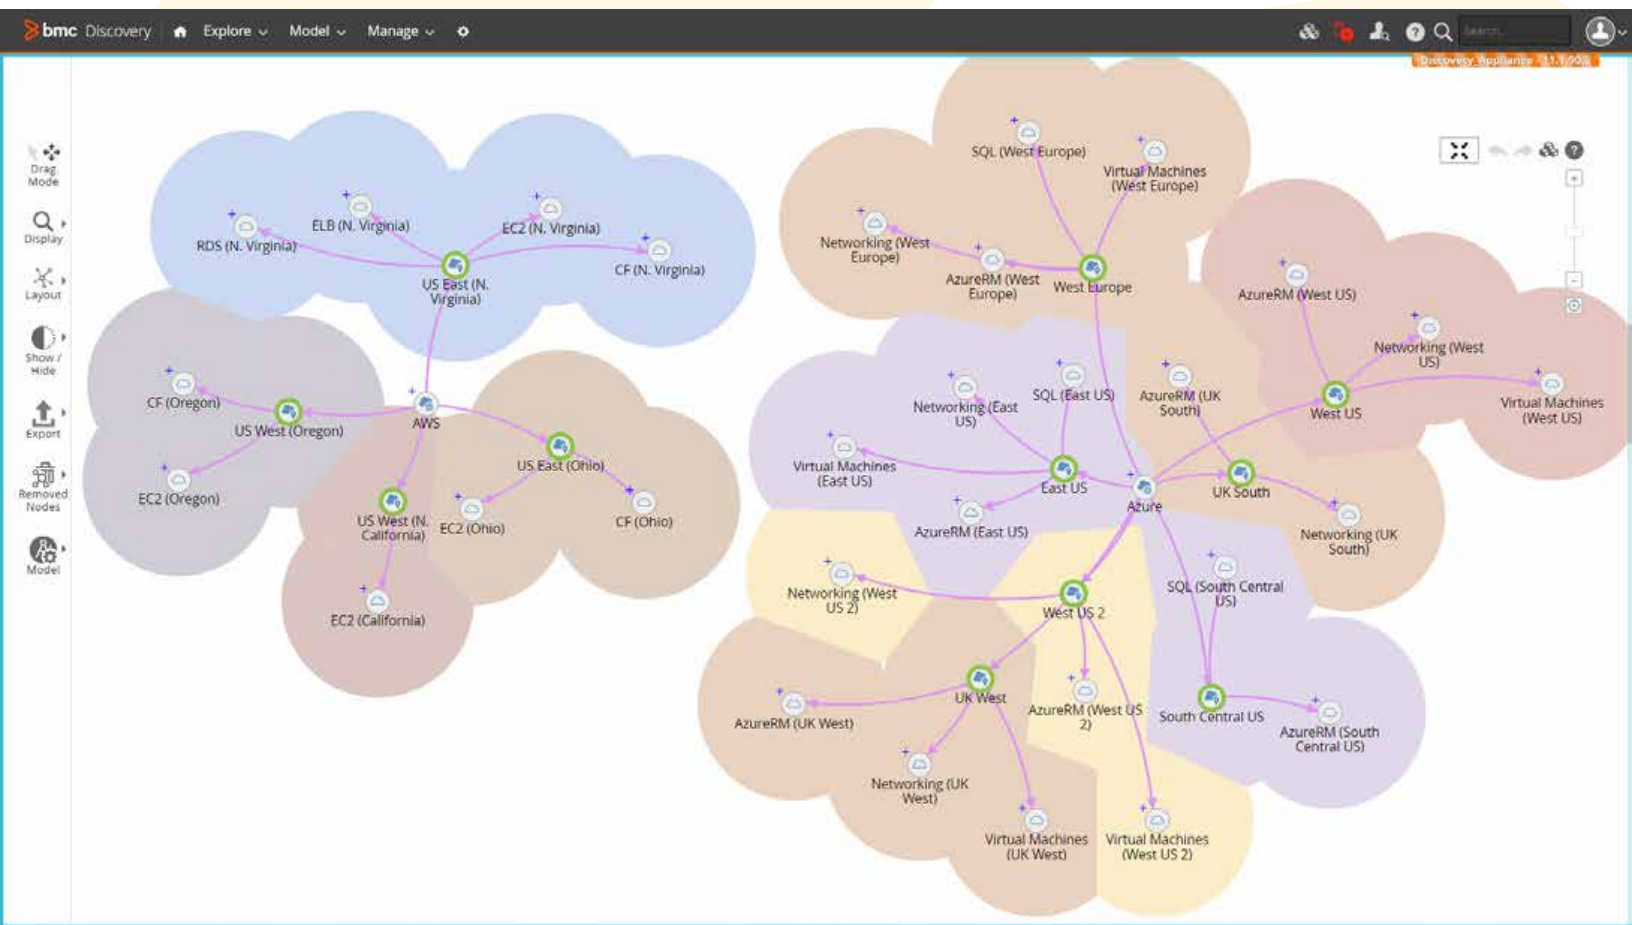 bmc Discovery
Explore
Model
Manage
Search...
Discovery_Appliance - 11.1.90.0
Drag
Mode
Display
Layout
Show /
Hide
Export
Removed
Nodes
Model
RDS (N. Virginia)
ELB (N. Virginia)
EC2 (N. Virginia)
CF (N. Virginia)
US East (N.
Virginia)
CF (Oregon)
US West (Oregon)
EC2 (Oregon)
AWS
US East (Ohio)
EC2 (Ohio)
CF (Ohio)
US West (N.
California)
EC2 (California)
SQL (West Europe)
Virtual Machines
(West Europe)
Networking (West
Europe)
AzureRM (West
Europe)
West Europe
AzureRM (West US)
Networking (West
US)
Virtual Machines
(West US)
West US
Networking (East
US)
SQL (East US)
AzureRM (UK
South)
Virtual Machines
(East US)
East US
AzureRM (East US)
Azure
UK South
Networking (UK
South)
Networking (West
US 2)
West US 2
SQL (South Central
US)
UK West
AzureRM (UK West)
AzureRM (West US
2)
South Central US
AzureRM (South
Central US)
Networking (UK
West)
Virtual Machines
(UK West)
Virtual Machines
(West US 2)